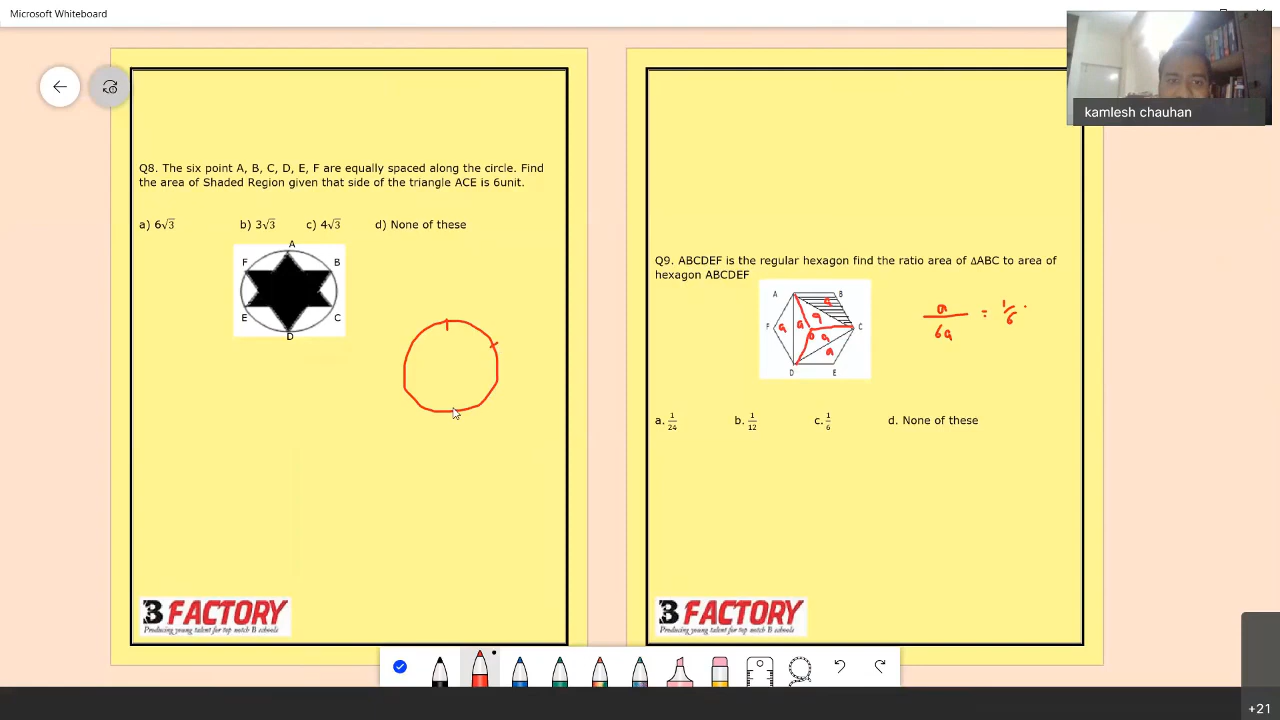 Microsoft Whiteboard
kamlesh chauhan
Q8. The six point A, B, C, D, E, F are equally spaced along the circle. Find
the area of Shaded Region given that side of the triangle ACE is 6unit.
a) 6√3 b) 3√3 c) 4√3 d) None of these
A
F B
E C
D
B FACTORY
Producing young talent for top notch B schools
Q9. ABCDEF is the regular hexagon find the ratio area of ΔABC to area of
hexagon ABCDEF
A B
a
a
F a a C
a
a
D E
a/6a = 1/6
a. 1/24 b. 1/12 c. 1/6 d. None of these
B FACTORY
Producing young talent for top notch B schools
+21